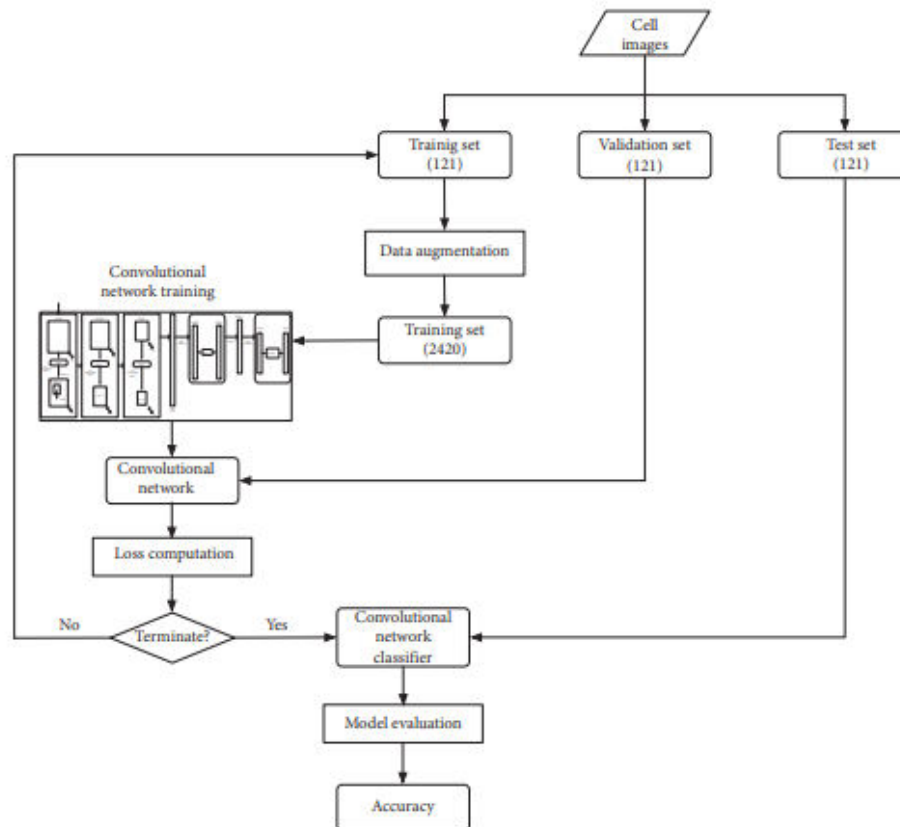 Cell
images
Trainig set
(121)
Validation set
(121)
Test set
(121)
Data augmentation
Convolutional
network training
Training set
(2420)
Convolutional
network
Loss computation
No
Terminate?
Yes
Convolutional
network
classifier
Model evaluation
Accuracy